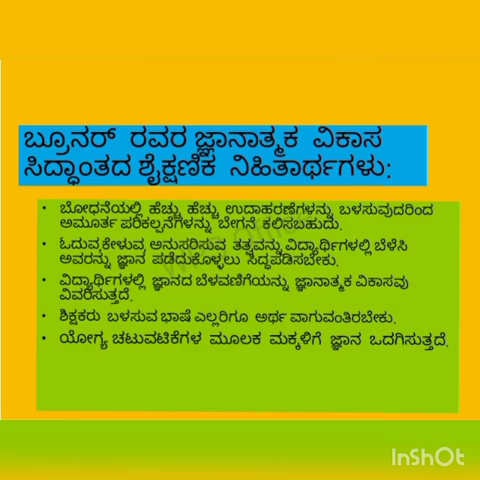 ಬ್ರೂನರ್ ರವರ ಜ್ಞಾನಾತ್ಮಕ ವಿಕಾಸ
ಸಿದ್ಧಾಂತದ ಶೈಕ್ಷಣಿಕ ನಿಹಿತಾರ್ಥಗಳು:
• ಬೋಧನೆಯಲ್ಲಿ ಹೆಚ್ಚು ಹೆಚ್ಚು ಉದಾಹರಣೆಗಳನ್ನು ಬಳಸುವುದರಿಂದ
ಅಮೂರ್ತ ಪರಿಕಲ್ಪನೆಗಳನ್ನು ಬೇಗನೆ ಕಲಿಸಬಹುದು.
• ಓದುವ,ಕೇಳುವ ಅನುಸರಿಸುವ ತತ್ವವನ್ನು ವಿದ್ಯಾರ್ಥಿಗಳಲ್ಲಿ ಬೆಳೆಸಿ
ಅವರನ್ನು ಜ್ಞಾನ ಪಡೆದುಕೊಳ್ಳಲು ಸಿದ್ಧಪಡಿಸಬೇಕು.
• ವಿದ್ಯಾರ್ಥಿಗಳಲ್ಲಿ ಜ್ಞಾನದ ಬೆಳವಣಿಗೆಯನ್ನು ಜ್ಞಾನಾತ್ಮಕ ವಿಕಾಸವು
ವಿವರಿಸುತ್ತದೆ.
• ಶಿಕ್ಷಕರು ಬಳಸುವ ಭಾಷೆ ಎಲ್ಲರಿಗೂ ಅರ್ಥ ವಾಗುವಂತಿರಬೇಕು.
• ಯೋಗ್ಯ ಚಟುವಟಿಕೆಗಳ ಮೂಲಕ ಮಕ್ಕಳಿಗೆ ಜ್ಞಾನ ಒದಗಿಸುತ್ತದೆ.
InShOt